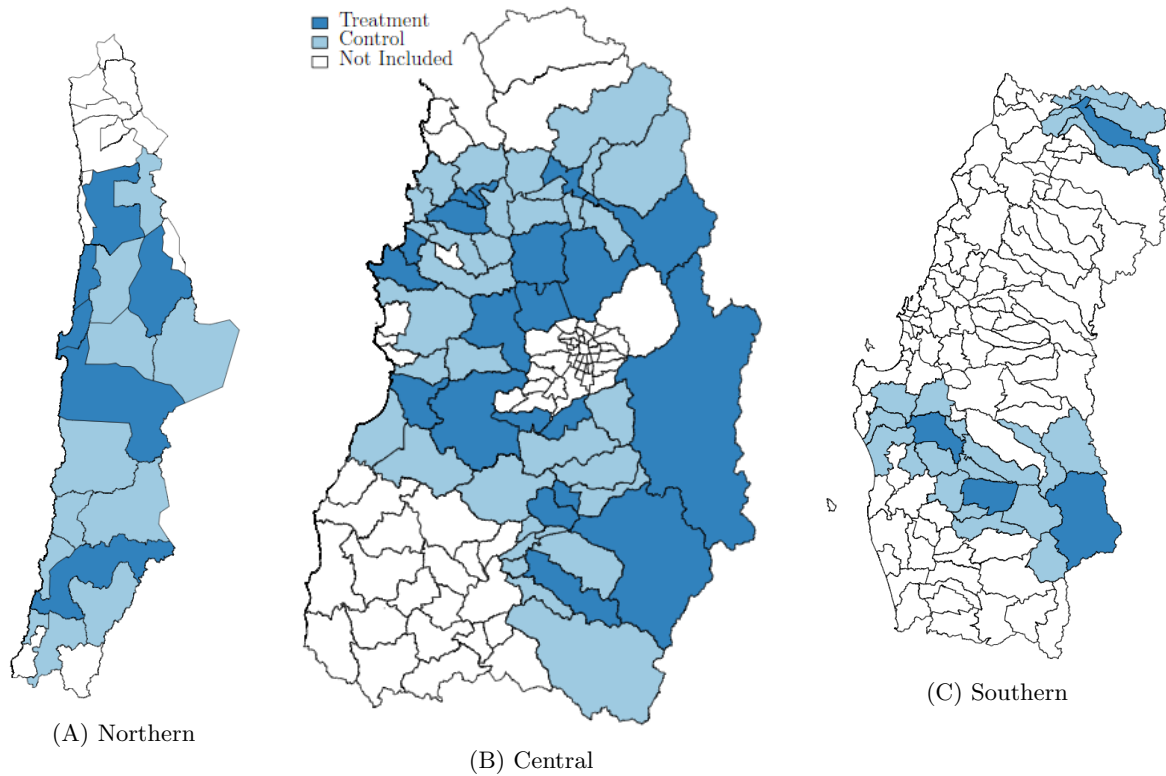 Treatment
Control
Not Included
(A) Northern
(B) Central
(C) Southern